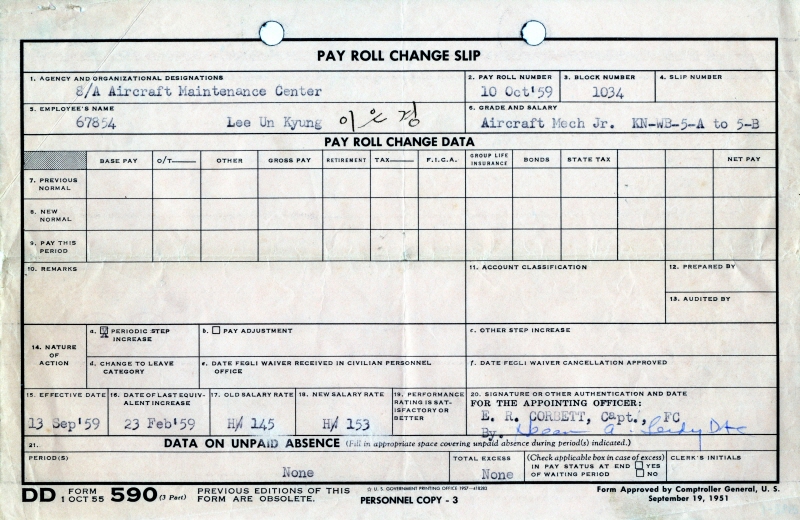 PAY ROLL CHANGE SLIP
1. AGENCY AND ORGANIZATIONAL DESIGNATIONS
8/A Aircraft Maintenance Center
2. PAY ROLL NUMBER
10 Oct'59
3. BLOCK NUMBER
1034
4. SLIP NUMBER
5. EMPLOYEE'S NAME
67854 Lee Un Kyung 이은경
6. GRADE AND SALARY
Aircraft Mech Jr. KN-WB-5-A to 5-B
PAY ROLL CHANGE DATA
BASE PAY O/T OTHER GROSS PAY RETIREMENT TAX F.I.C.A. GROUP LIFE INSURANCE BONDS STATE TAX NET PAY
7. PREVIOUS NORMAL
8. NEW NORMAL
9. PAY THIS PERIOD
10. REMARKS
11. ACCOUNT CLASSIFICATION
12. PREPARED BY
13. AUDITED BY
14. NATURE OF ACTION
a. PERIODIC STEP INCREASE
b. PAY ADJUSTMENT
c. OTHER STEP INCREASE
d. CHANGE TO LEAVE CATEGORY
e. DATE FEGLI WAIVER RECEIVED IN CIVILIAN PERSONNEL OFFICE
f. DATE FEGLI WAIVER CANCELLATION APPROVED
15. EFFECTIVE DATE
13 Sep'59
16. DATE OF LAST EQUIVALENT INCREASE
23 Feb'59
17. OLD SALARY RATE
H/ 145
18. NEW SALARY RATE
H/ 153
19. PERFORMANCE RATING IS SATISFACTORY OR BETTER
20. SIGNATURE OR OTHER AUTHENTICATION AND DATE
FOR THE APPOINTING OFFICER:
E. R. CORBETT, Capt., FC
By.
21. DATA ON UNPAID ABSENCE (Fill in appropriate space covering unpaid absence during period(s) indicated.)
PERIOD(S)
None
TOTAL EXCESS
None
(Check applicable box in case of excess)
IN PAY STATUS AT END OF WAITING PERIOD
YES
NO
CLERK'S INITIALS
DD FORM 1 OCT 55 590 (3 Part)
PREVIOUS EDITIONS OF THIS FORM ARE OBSOLETE.
PERSONNEL COPY - 3
Form Approved by Comptroller General, U. S.
September 19, 1951